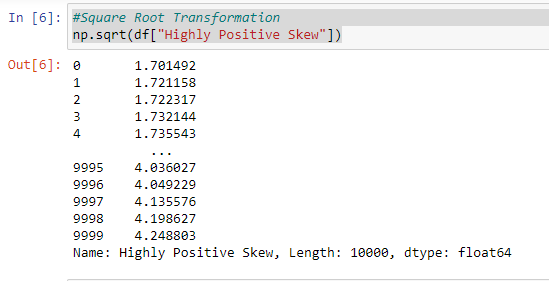 In [6]: #Square Root Transformation
np.sqrt(df["Highly Positive Skew"])
Out[6]: 0 1.701492
1 1.721158
2 1.722317
3 1.732144
4 1.735543
...
9995 4.036027
9996 4.049229
9997 4.135576
9998 4.198627
9999 4.248803
Name: Highly Positive Skew, Length: 10000, dtype: float64